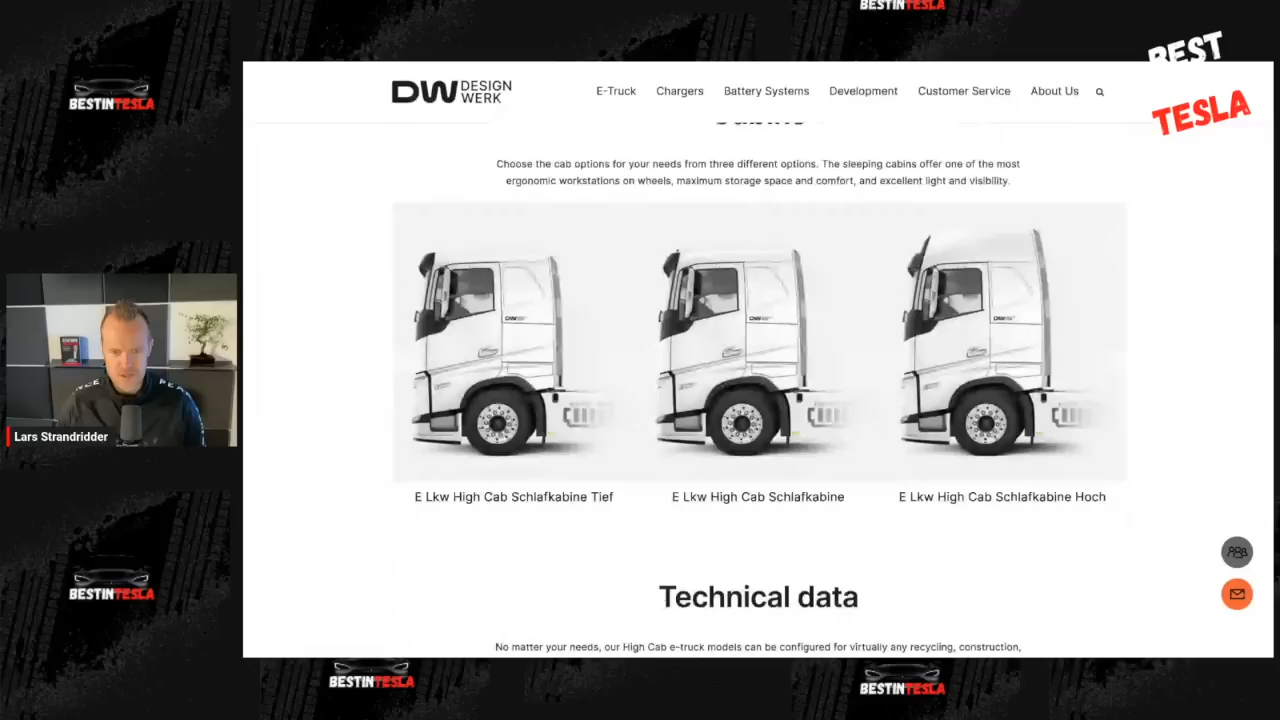 BESTINTESLA
BEST
TESLA
BESTINTESLA
DW DESIGN
WERK
E-Truck Chargers Battery Systems Development Customer Service About Us
Choose the cab options for your needs from three different options. The sleeping cabins offer one of the most
ergonomic workstations on wheels, maximum storage space and comfort, and excellent light and visibility.
E Lkw High Cab Schlafkabine Tief
E Lkw High Cab Schlafkabine
E Lkw High Cab Schlafkabine Hoch
Lars Strandridder
Technical data
No matter your needs, our High Cab e-truck models can be configured for virtually any recycling, construction,
BESTINTESLA
BESTINTESLA
BESTINTESLA